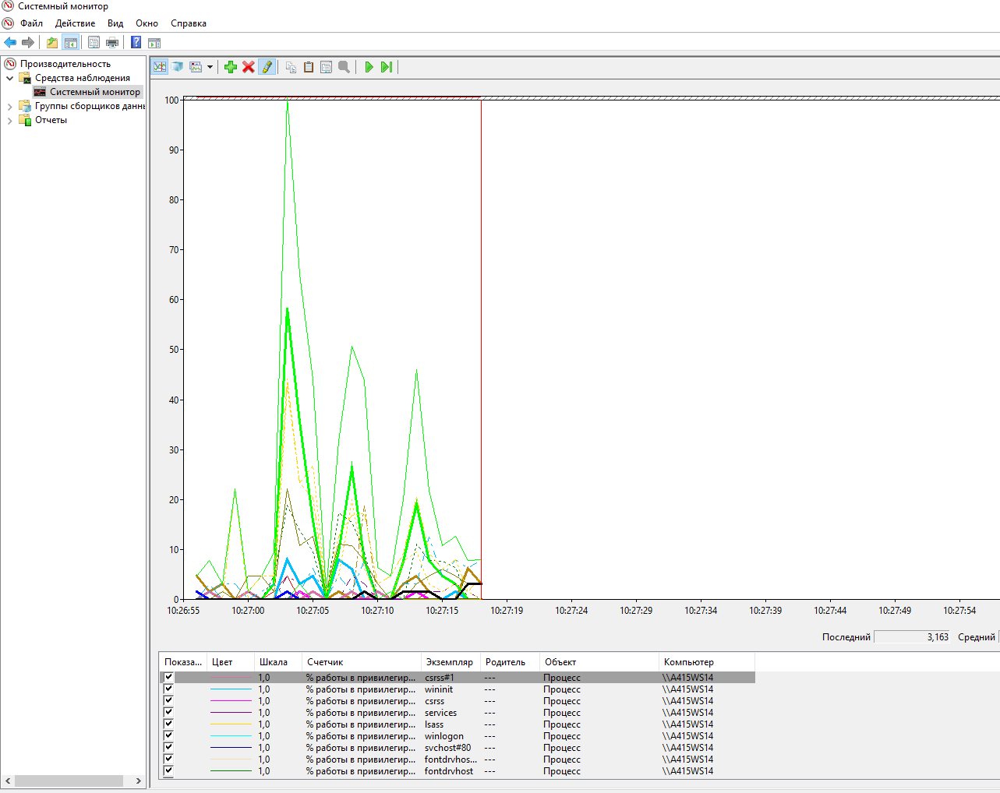 Системный монитор
Файл Действие Вид Окно Справка
Производительность
Средства наблюдения
Системный монитор
Группы сборщиков данн
Отчеты
100
90
80
70
60
50
40
30
20
10
0
10:26:55 10:27:00 10:27:05 10:27:10 10:27:15 10:27:19 10:27:24 10:27:29 10:27:34 10:27:39 10:27:44 10:27:49 10:27:54
Последний 3,163 Средний
Показа... Цвет Шкала Счетчик Экземпляр Родитель Объект Компьютер
1,0 % работы в привилегир... csrss#1 --- Процесс \\A415WS14
1,0 % работы в привилегир... wininit --- Процесс \\A415WS14
1,0 % работы в привилегир... csrss --- Процесс \\A415WS14
1,0 % работы в привилегир... services --- Процесс \\A415WS14
1,0 % работы в привилегир... lsass --- Процесс \\A415WS14
1,0 % работы в привилегир... winlogon --- Процесс \\A415WS14
1,0 % работы в привилегир... svchost#80 --- Процесс \\A415WS14
1,0 % работы в привилегир... fontdrvhos... --- Процесс \\A415WS14
1,0 % работы в привилегир... fontdrvhost --- Процесс \\A415WS14